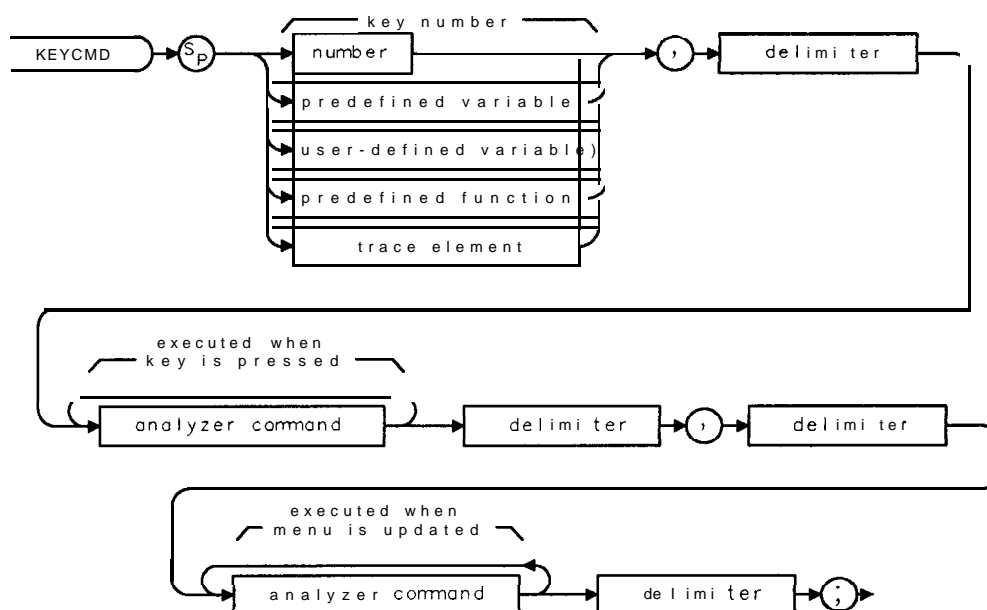 key number
KEYCMD
SP
number
,
delimiter
predefined variable
user-defined variable)
predefined function
trace element
executed when
key is pressed
analyzer command
delimiter
,
delimiter
executed when
menu is updated
analyzer command
delimiter
;